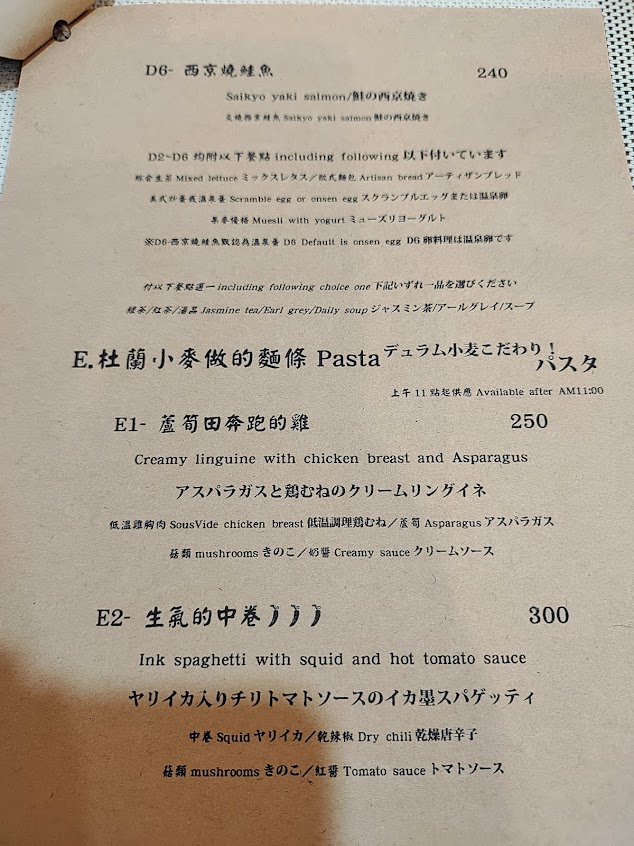 D6- 西京燒鮭魚 240
Saikyo yaki salmon/鮭の西京焼き
炙燒西京鮭魚 Saikyo yaki salmon 鮭の西京焼き
D2~D6 均附以下餐點 including following 以下付いています
綜合生菜 Mixed lettuce ミックスレタス／歐式麵包 Artisan bread アーティザンブレッド
美式炒蛋或溫泉蛋 Scramble egg or onsen egg スクランブルエッグまたは温泉卵
果麥優格 Muesli with yogurt ミューズリヨーグルト
※D6-西京燒鮭魚默認為溫泉蛋 D6 Default is onsen egg D6 卵料理は温泉卵です
付以下餐點選一 including following choice one 下記いずれ一品を選びください
綠茶/紅茶/湯品 Jasmine tea/Earl grey/Daily soup ジャスミン茶/アールグレイ/スープ
E.杜蘭小麥做的麵條 Pasta デュラム小麦こだわり！パスタ
上午 11 點起供應 Available after AM11:00
E1- 蘆筍田奔跑的雞 250
Creamy linguine with chicken breast and Asparagus
アスパラガスと鶏むねのクリームリングイネ
低溫雞胸肉 SousVide chicken breast 低温調理鶏むね／蘆筍 Asparagus アスパラガス
菇類 mushrooms きのこ／奶醬 Creamy sauce クリームソース
E2- 生氣的中卷 300
Ink spaghetti with squid and hot tomato sauce
ヤリイカ入りチリトマトソースのイカ墨スパゲッティ
中卷 Squid ヤリイカ／乾辣椒 Dry chili 乾燥唐辛子
菇類 mushrooms きのこ／紅醬 Tomato sauce トマトソース